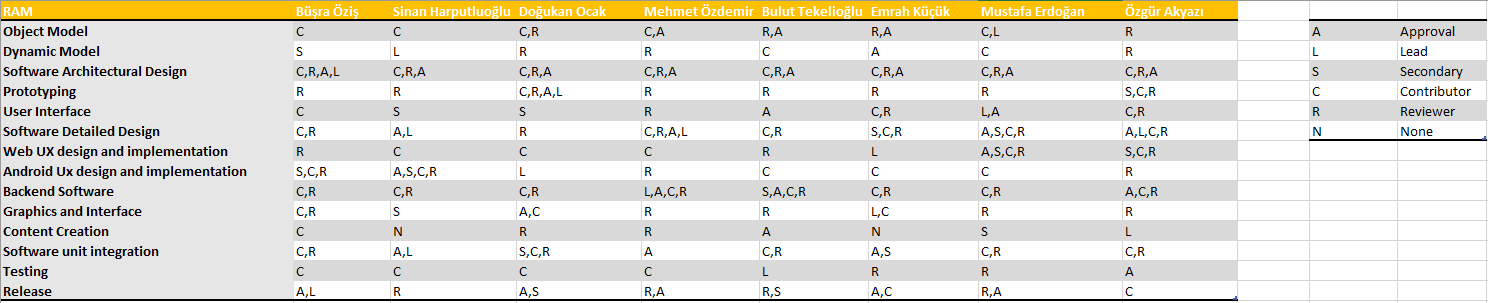 RAM Büşra Öziş Sinan Harputluoğlu Doğukan Ocak Mehmet Özdemir Bulut Tekelioğlu Emrah Küçük Mustafa Erdoğan Özgür Akyazı
Object Model C C C,R C,A R,A R,A C,L R A Approval
Dynamic Model S L R R C A C R L Lead
Software Architectural Design C,R,A,L C,R,A C,R,A C,R,A C,R,A C,R,A C,R,A C,R,A S Secondary
Prototyping R R C,R,A,L R R R R S,C,R C Contributor
User Interface C S S R A C,R L,A C,R R Reviewer
Software Detailed Design C,R A,L R C,R,A,L C,R S,C,R A,S,C,R A,L,C,R N None
Web UX design and implementation R C C C R L A,S,C,R S,C,R
Android Ux design and implementation S,C,R A,S,C,R L R C C C R
Backend Software C,R C,R C,R L,A,C,R S,A,C,R C,R C,R A,C,R
Graphics and Interface C,R S A,C R R L,C R R
Content Creation C N R R A N S L
Software unit integration C,R A,L S,C,R A C,R A,S C,R C,R
Testing C C C C L R R A
Release A,L R A,S R,A R,S A,C R,A C